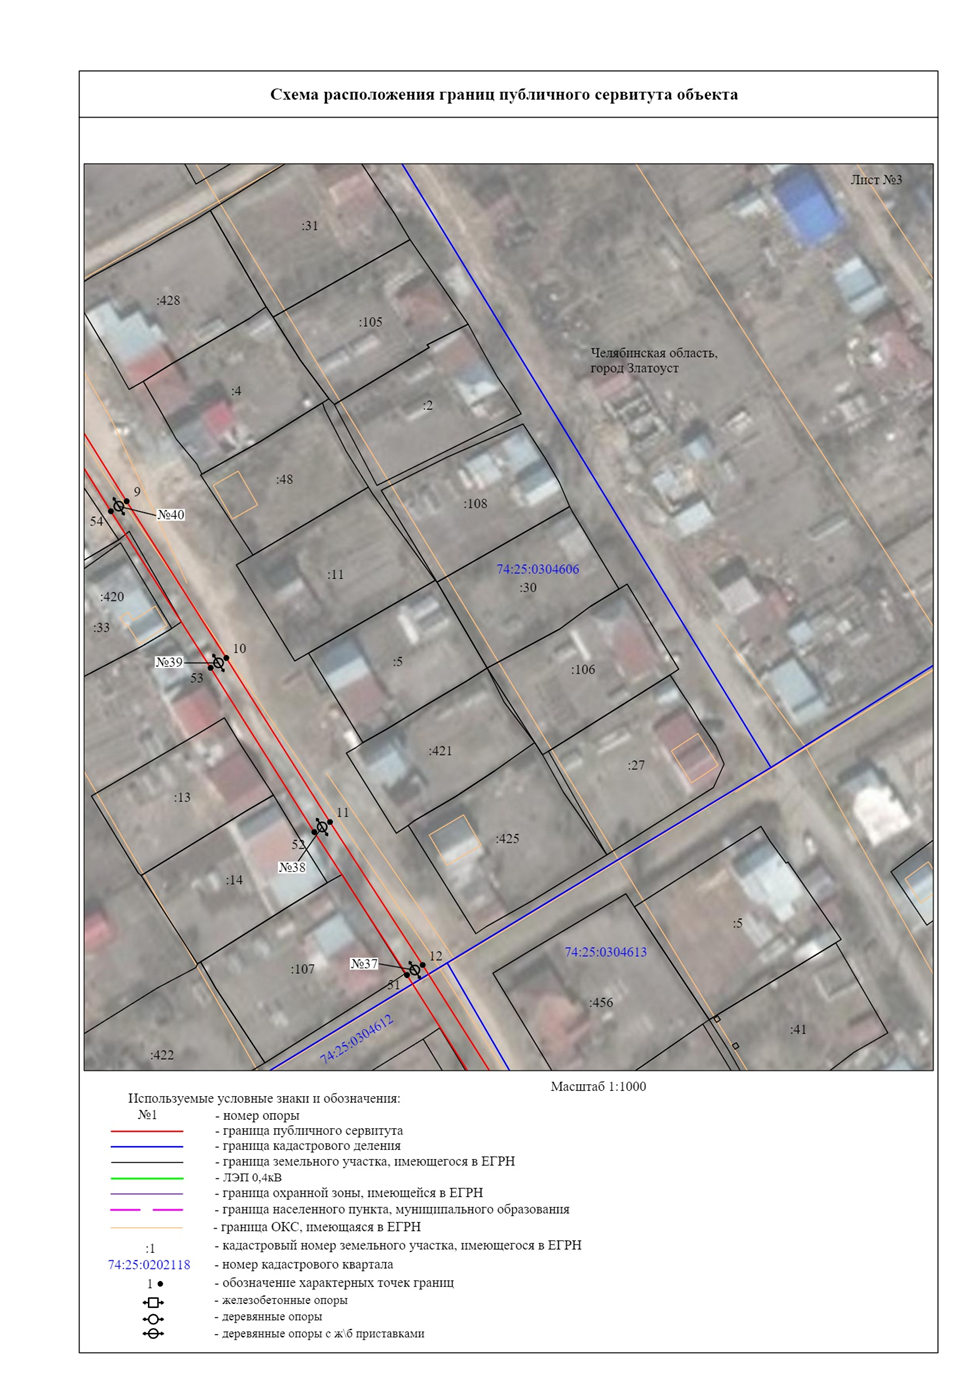 Схема расположения границ публичного сервитута объекта
Лист №3
:31
:428
:105
Челябинская область,
город Златоуст
:4
:2
:48
9
:108
№40
54
74:25:0304606
:11
:30
:420
:33
10
№39
:5
:106
53
:421
:27
:13
11
:425
52
№38
:14
:5
74:25:0304613
12
№37
:107
51
:456
74:25:0304612
:41
:422
Масштаб 1:1000
Используемые условные знаки и обозначения:
№1 - номер опоры
- граница публичного сервитута
- граница кадастрового деления
- граница земельного участка, имеющегося в ЕГРН
- ЛЭП 0,4кВ
- граница охранной зоны, имеющейся в ЕГРН
- граница населенного пункта, муниципального образования
- граница ОКС, имеющаяся в ЕГРН
:1 - кадастровый номер земельного участка, имеющегося в ЕГРН
74:25:0202118 - номер кадастрового квартала
1 - обозначение характерных точек границ
- железобетонные опоры
- деревянные опоры
- деревянные опоры с ж\б приставками